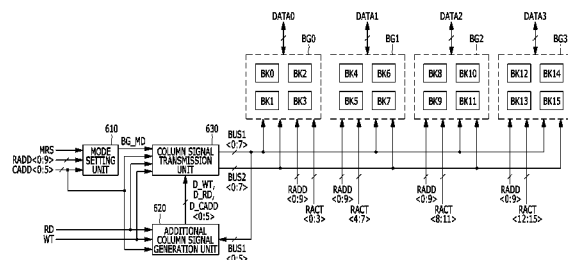 DATA0 DATA1 DATA2 DATA3
BG0 BG1 BG2 BG3
BK0 BK2 BK4 BK6 BK8 BK10 BK12 BK14
BK1 BK3 BK5 BK7 BK9 BK11 BK13 BK15
610 630
MRS
RADD<0:9>
CADD<0:5>
MODE
SETTING
UNIT
BG_MD
COLUMN SIGNAL
TRANSMISSION
UNIT
BUS1
<0:7>
BUS2
<0:7>
D_WT,
D_RD,
D_CADD
<0:5>
RADD
<0:9>
RACT
<0:3>
RADD
<0:9>
RACT
<4:7>
RADD
<0:9>
RACT
<8:11>
RADD
<0:9>
RACT
<12:15>
620
RD
WT
ADDITIONAL
COLUMN SIGNAL
GENERATION UNIT
BUS1
<0:5>